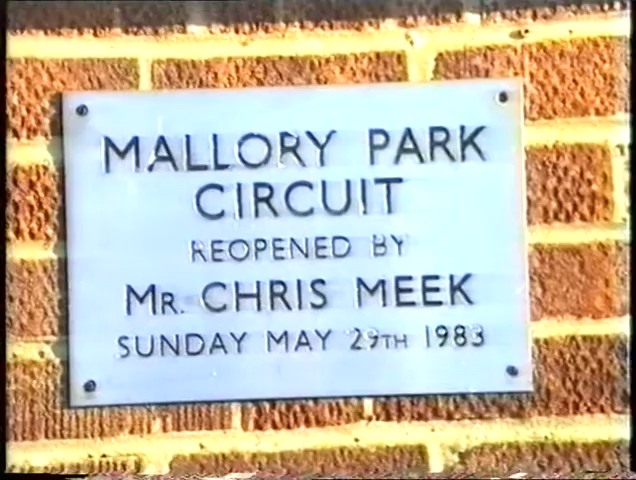 MALLORY PARK
CIRCUIT
REOPENED BY
MR. CHRIS MEEK
SUNDAY MAY 29TH 1983